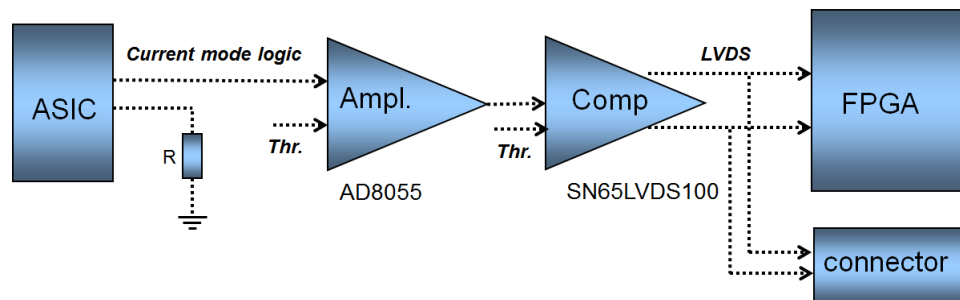 Current mode logic
LVDS
ASIC
Ampl.
Comp
FPGA
Thr.
Thr.
R
AD8055
SN65LVDS100
connector